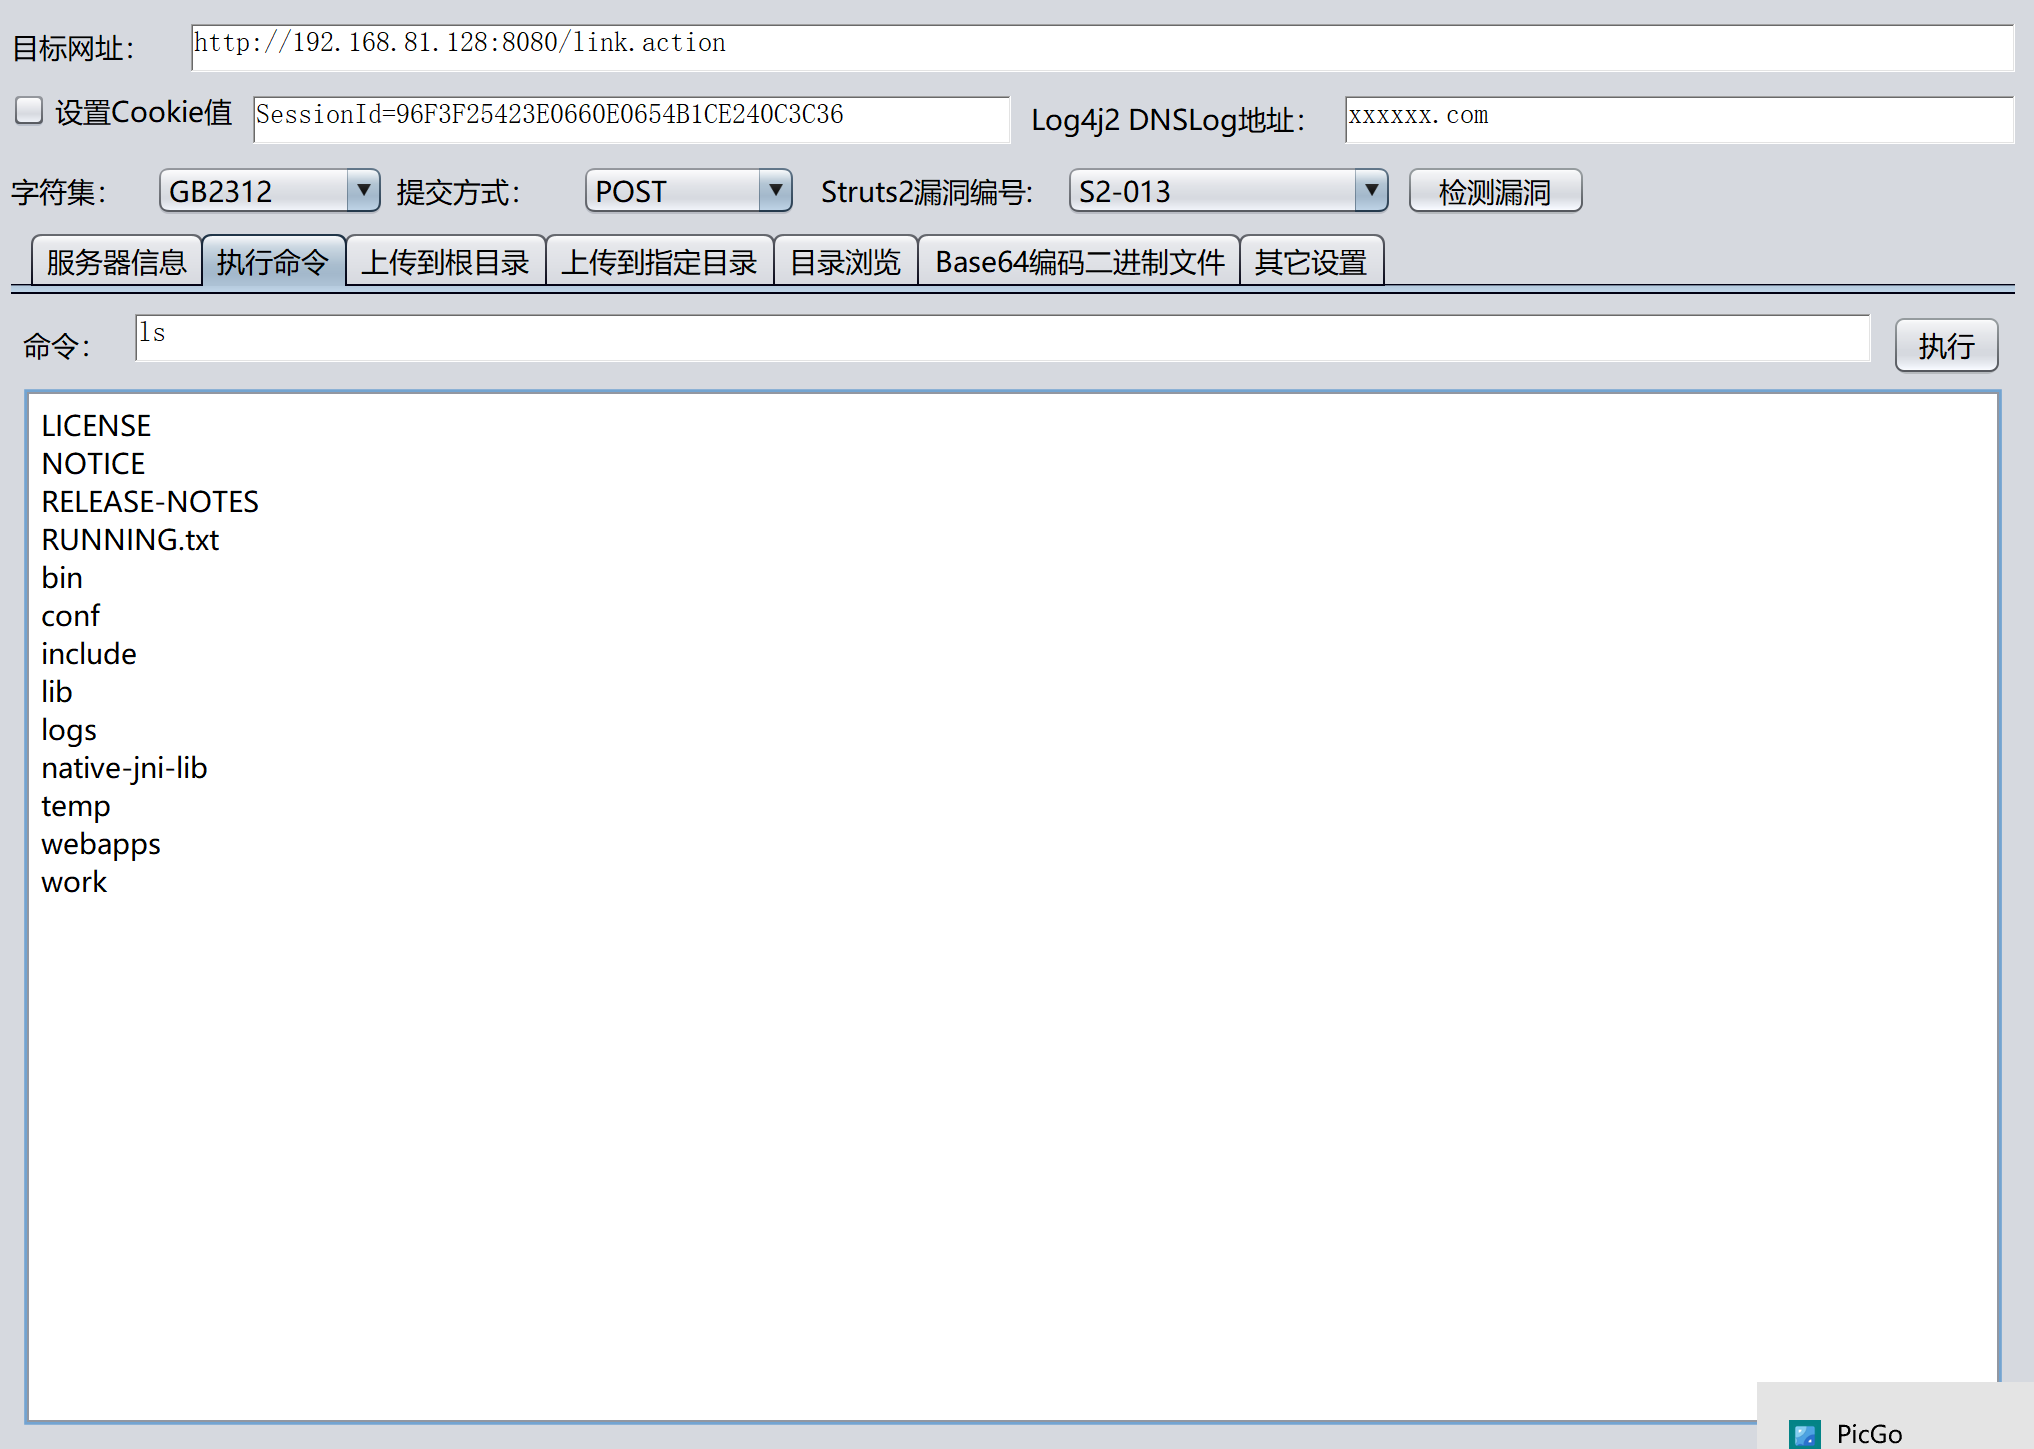 目标网址： http://192.168.81.128:8080/link.action
设置Cookie值 SessionId=96F3F25423E0660E0654B1CE240C3C36 Log4j2 DNSLog地址： xxxxxx.com
字符集： GB2312 提交方式： POST Struts2漏洞编号: S2-013 检测漏洞
服务器信息 执行命令 上传到根目录 上传到指定目录 目录浏览 Base64编码二进制文件 其它设置
命令： ls 执行
LICENSE
NOTICE
RELEASE-NOTES
RUNNING.txt
bin
conf
include
lib
logs
native-jni-lib
temp
webapps
work
PicGo